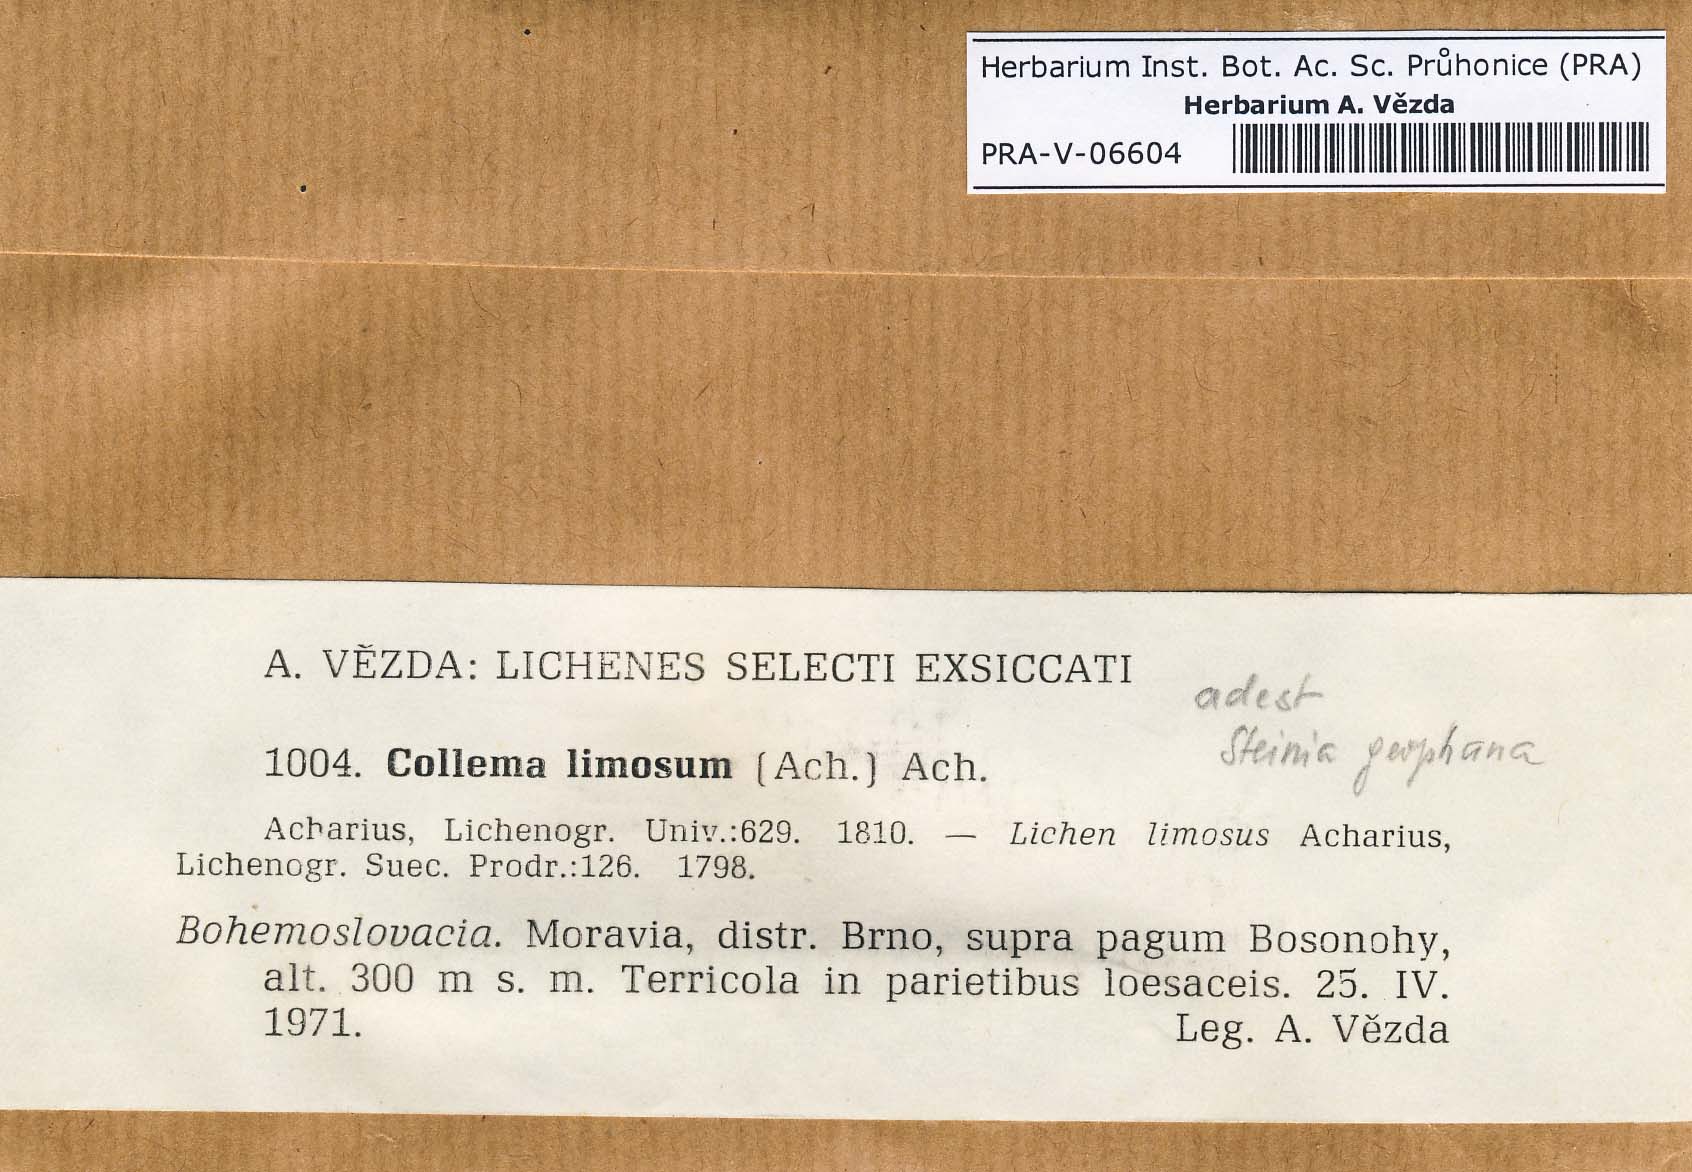 Herbarium Inst. Bot. Ac. Sc. Průhonice (PRA)
Herbarium A. Vězda
PRA-V-06604
A. VĚZDA: LICHENES SELECTI EXSICCATI
adest
Steinia geophana
1004. Collema limosum (Ach.) Ach.
Acharius, Lichenogr. Univ.:629. 1810. — Lichen limosus Acharius,
Lichenogr. Suec. Prodr.:126. 1798.
Bohemoslovacia. Moravia, distr. Brno, supra pagum Bosonohy,
alt. 300 m s. m. Terricola in parietibus loesaceis. 25. IV.
1971. Leg. A. Vězda